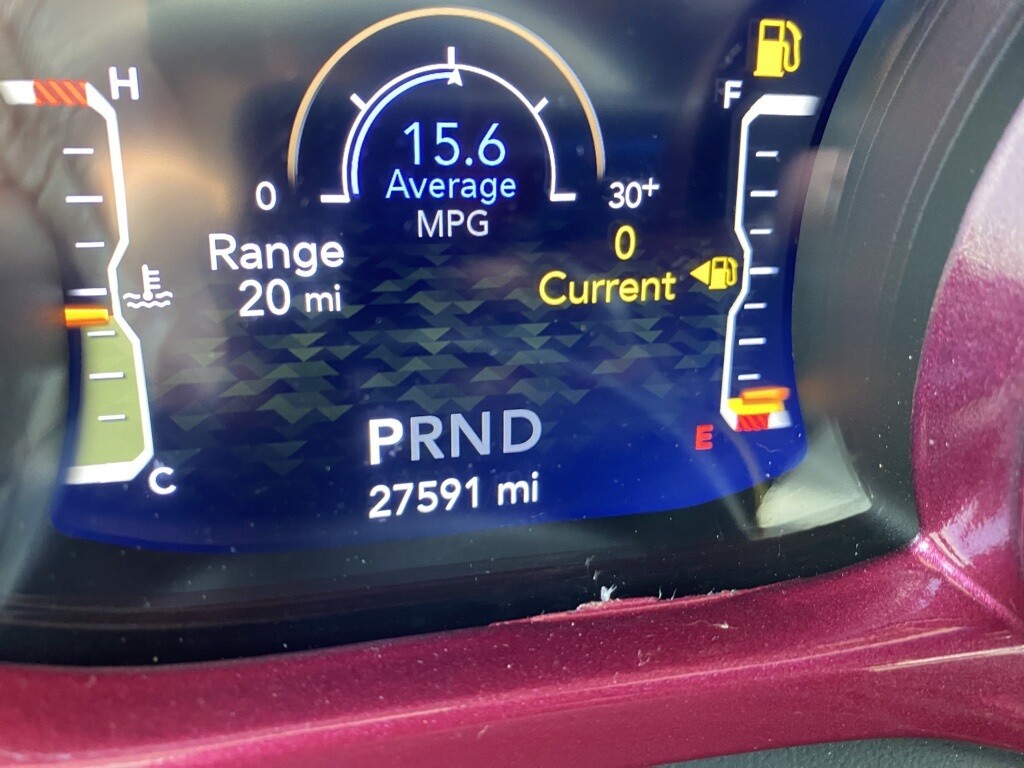 H
F
15.6
Average
MPG
0
30+
Range
20 mi
0
Current
PRND
27591 mi
E
C